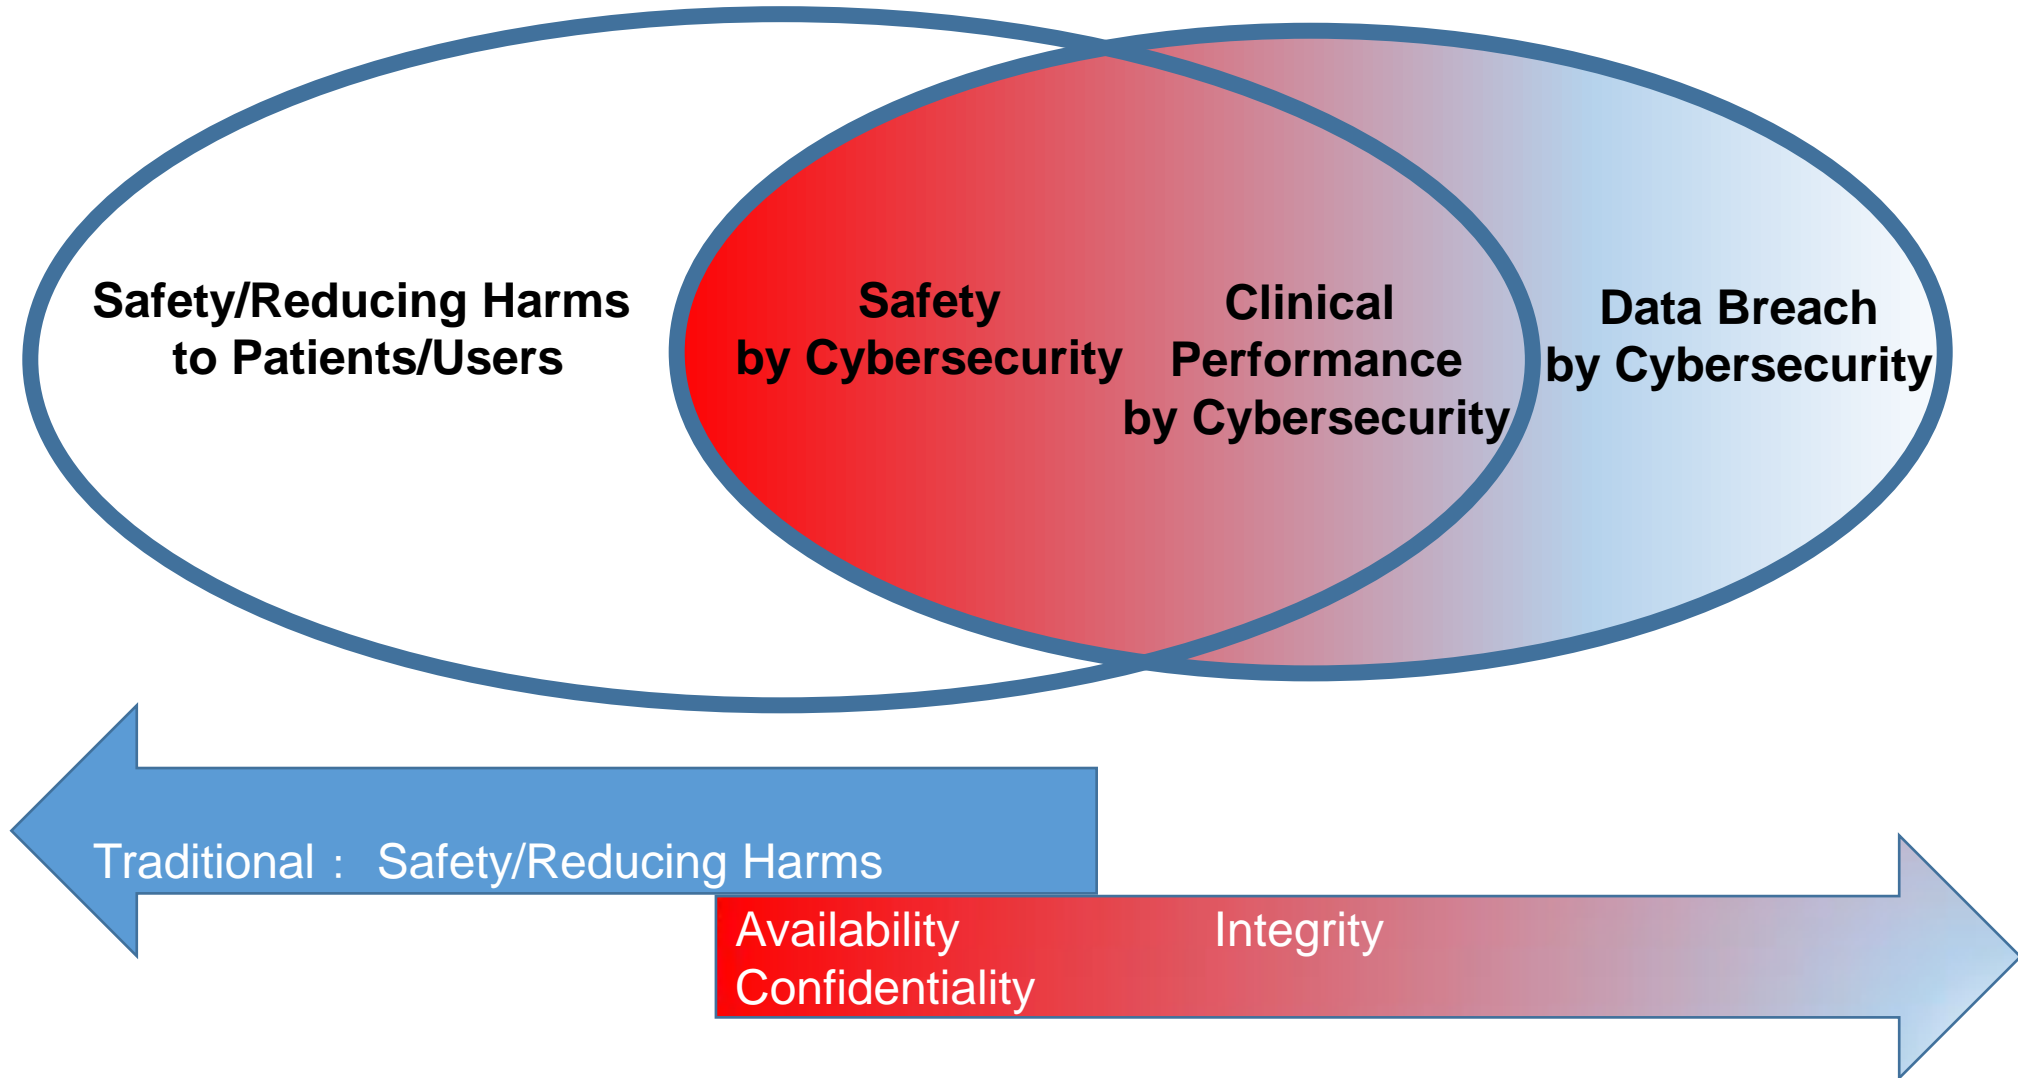 Safety/Reducing Harms
to Patients/Users
Safety
by Cybersecurity
Clinical
Performance
by Cybersecurity
Data Breach
by Cybersecurity
Traditional： Safety/Reducing Harms
Availability Integrity
Confidentiality